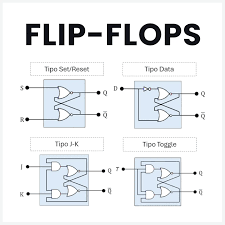 FLIP-FLOPS
Tipo Set/Reset
Tipo Data
S
Q
R
Q̅
D
Q
Q̅
Tipo J-K
Tipo Toggle
J
Q
K
Q̅
T
Q
Q̅